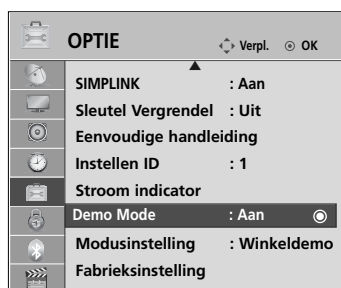 OPTIE Verpl. OK
SIMPLINK : Aan
Sleutel Vergrendel : Uit
Eenvoudige handleiding
Instellen ID : 1
Stroom indicator
Demo Mode : Aan
Modusinstelling : Winkeldemo
Fabrieksinstelling